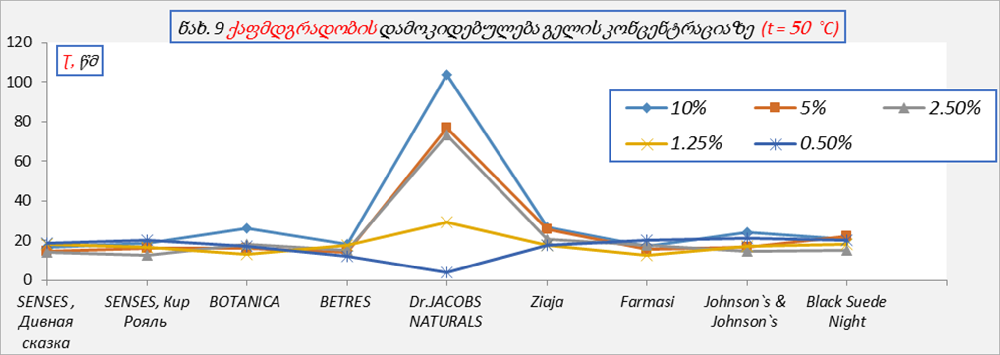 ნახ. 9 ქაფმდგრადობის დამოკიდებულება გელის კონცენტრაციაზე (t = 50 °C)
120
Ʈ, წმ
100
80
60
40
20
0
10% 5% 2.50%
1.25% 0.50%
SENSES ,
Дивная
сказка
SENSES, Кир
Рояль
BOTANICA
BETRES
Dr.JACOBS
NATURALS
Ziaja
Farmasi
Johnson`s &
Johnson`s
Black Suede
Night